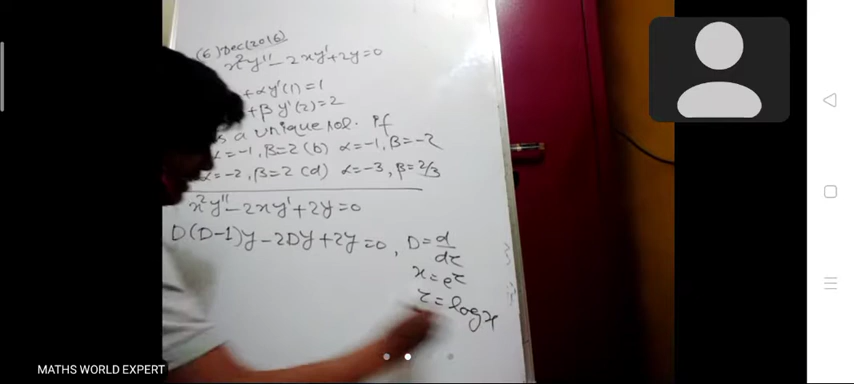 (6) Dec(2016)
x²y'' - 2xy' + 2y = 0
+ αy'(1) = 1
+ βy'(2) = 2
a unique sol. if
α = -1, β = 2 (b) α = -1, β = -2
α = -2, β = 2 (d) α = -3, β = 2/3
x²y'' - 2xy' + 2y = 0
D(D-1)y - 2Dy + 2y = 0, D = d/dτ
x = e^τ
τ = log x
MATHS WORLD EXPERT